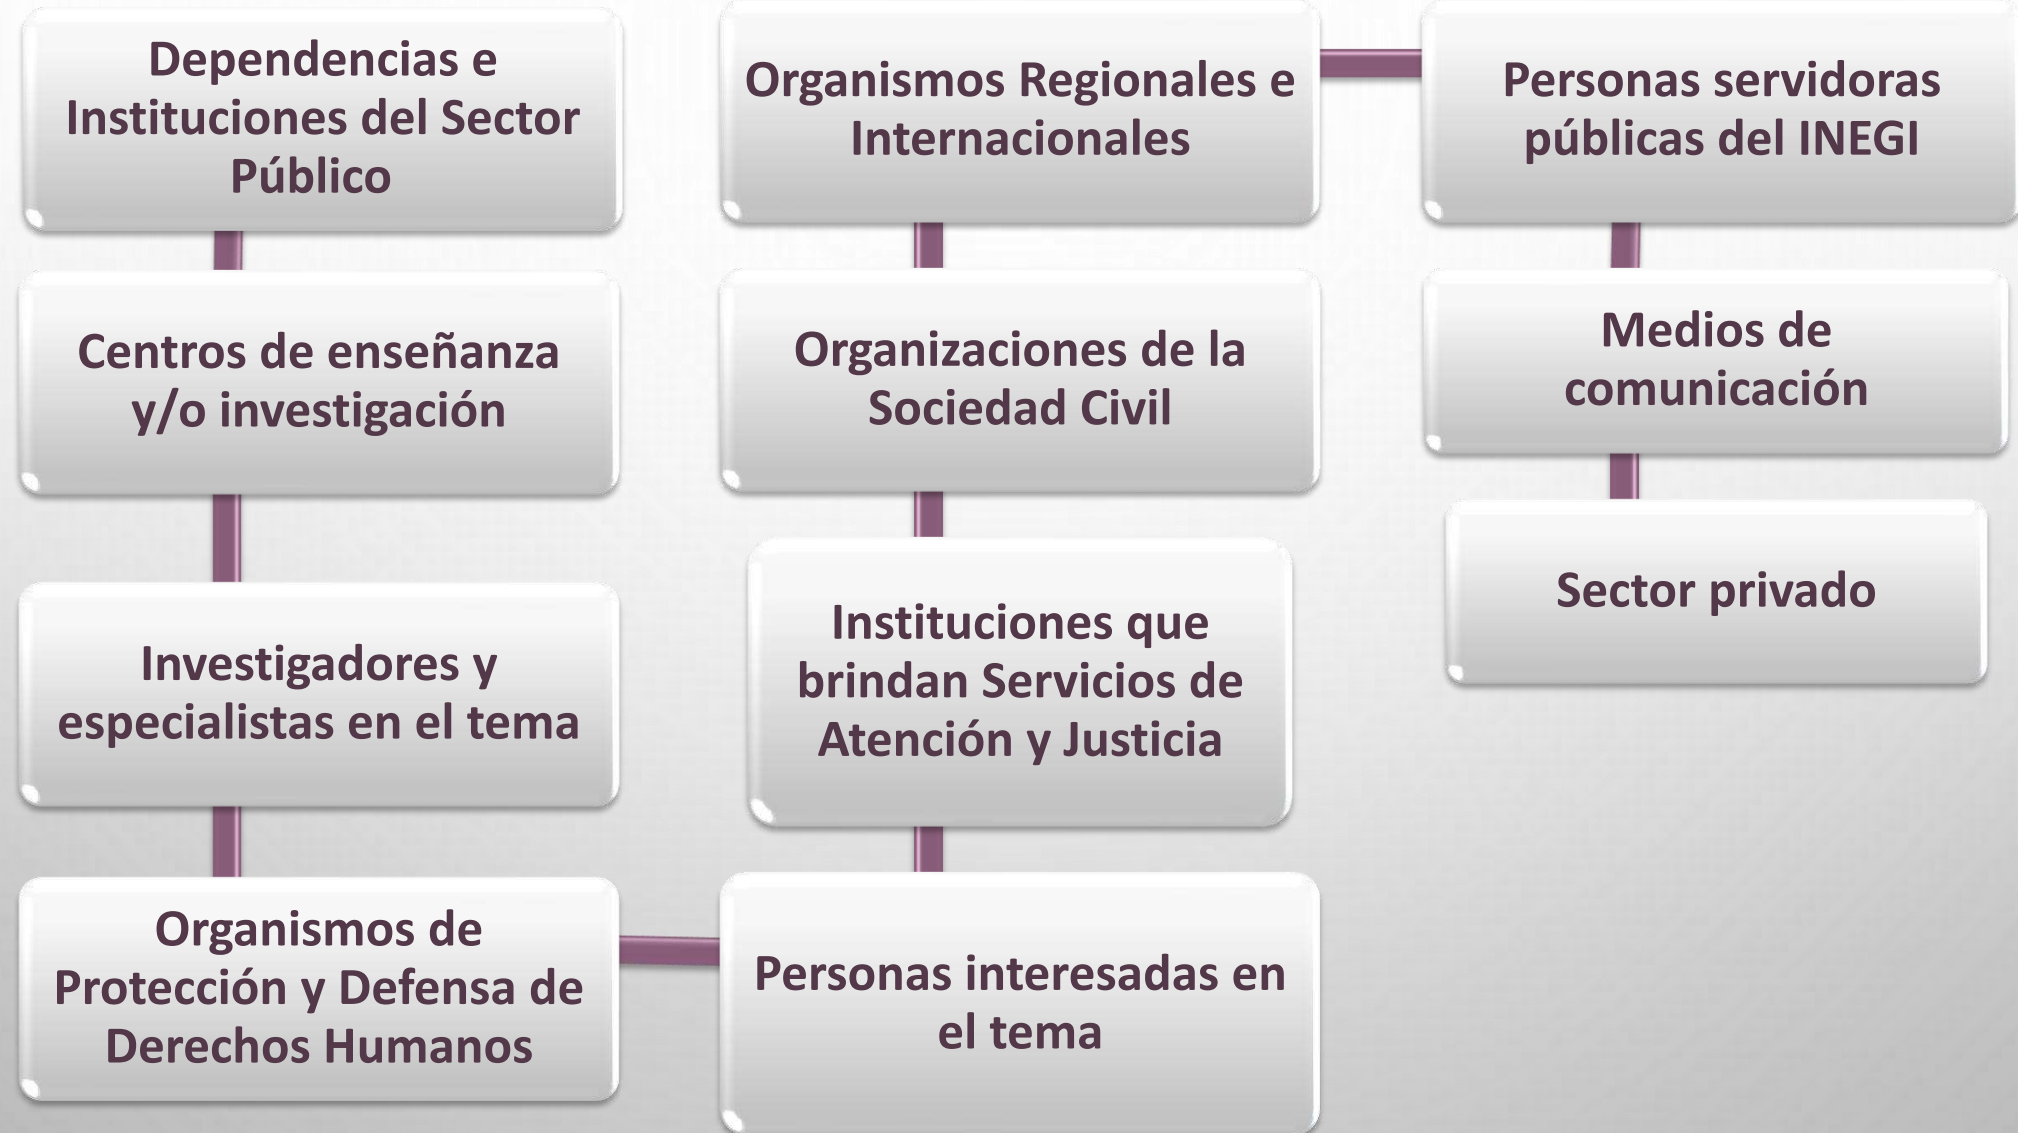 Dependencias e
Instituciones del Sector
Público
Centros de enseñanza
y/o investigación
Investigadores y
especialistas en el tema
Organismos de
Protección y Defensa de
Derechos Humanos
Personas interesadas en
el tema
Instituciones que
brindan Servicios de
Atención y Justicia
Organizaciones de la
Sociedad Civil
Organismos Regionales e
Internacionales
Personas servidoras
públicas del INEGI
Medios de
comunicación
Sector privado